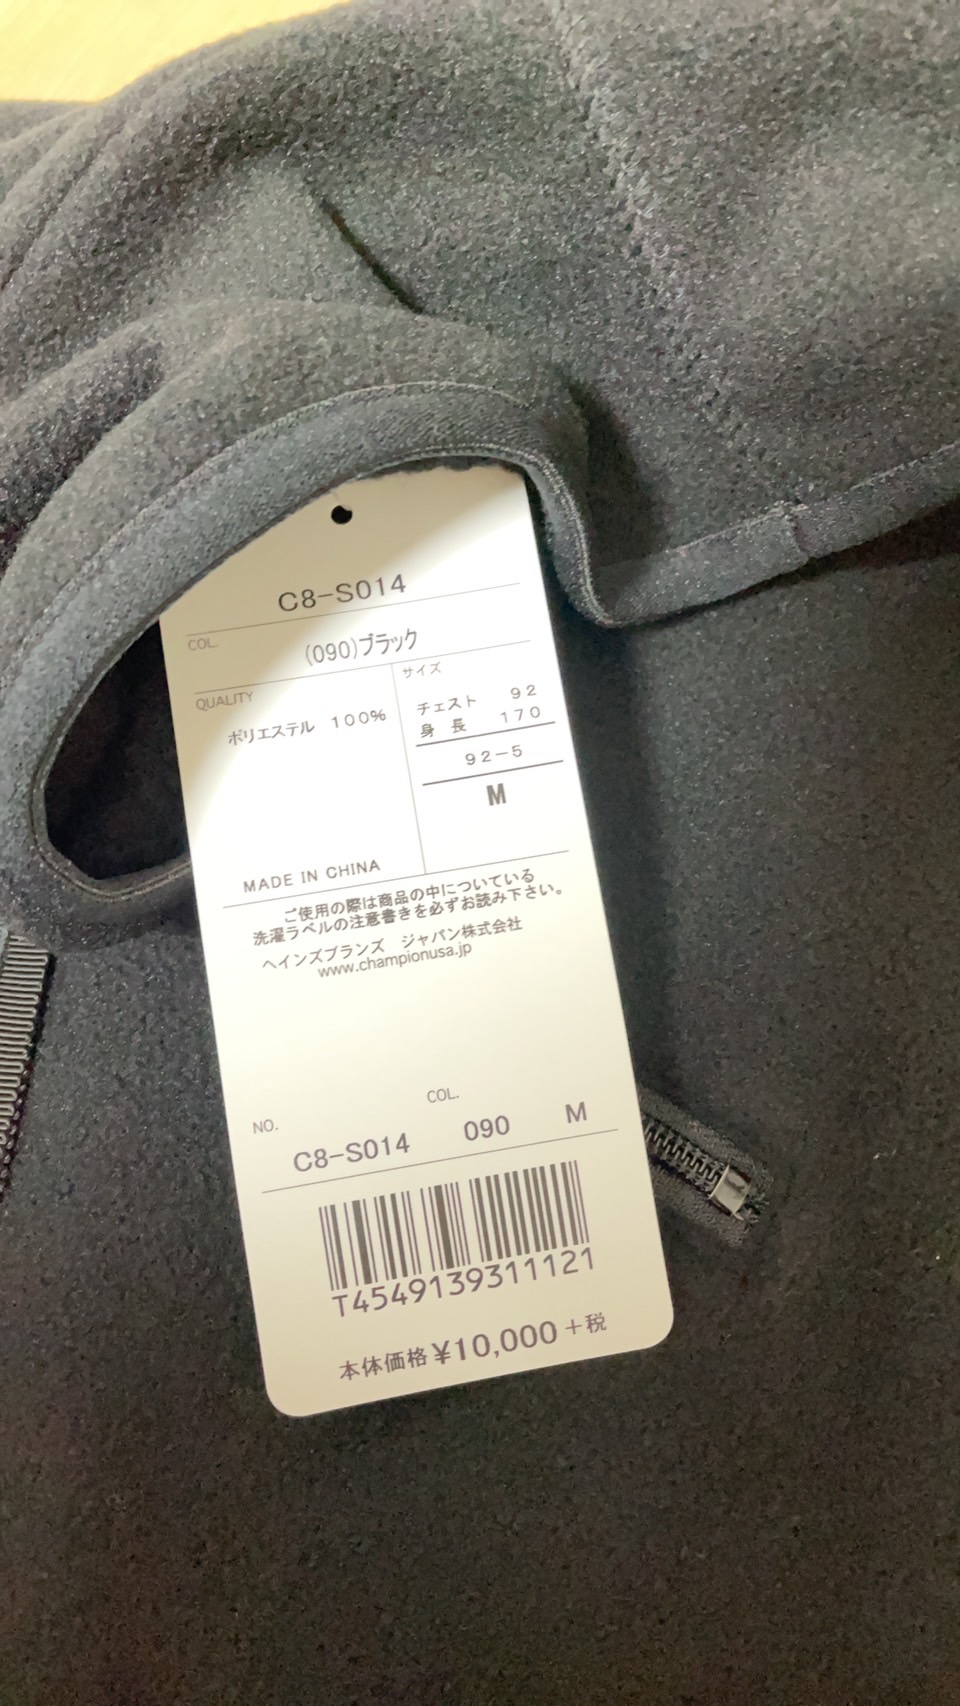 C8-S014
COL.
(090)ブラック
QUALITY
ポリエステル 100%
サイズ
チェスト 92
身 長 170
92-5
M
MADE IN CHINA
ご使用の際は商品の中についている
洗濯ラベルの注意書きを必ずお読み下さい。
ヘインズブランズ ジャパン株式会社
www.championusa.jp
NO. COL.
C8-S014 090 M
T4549139311121
本体価格¥10,000+税